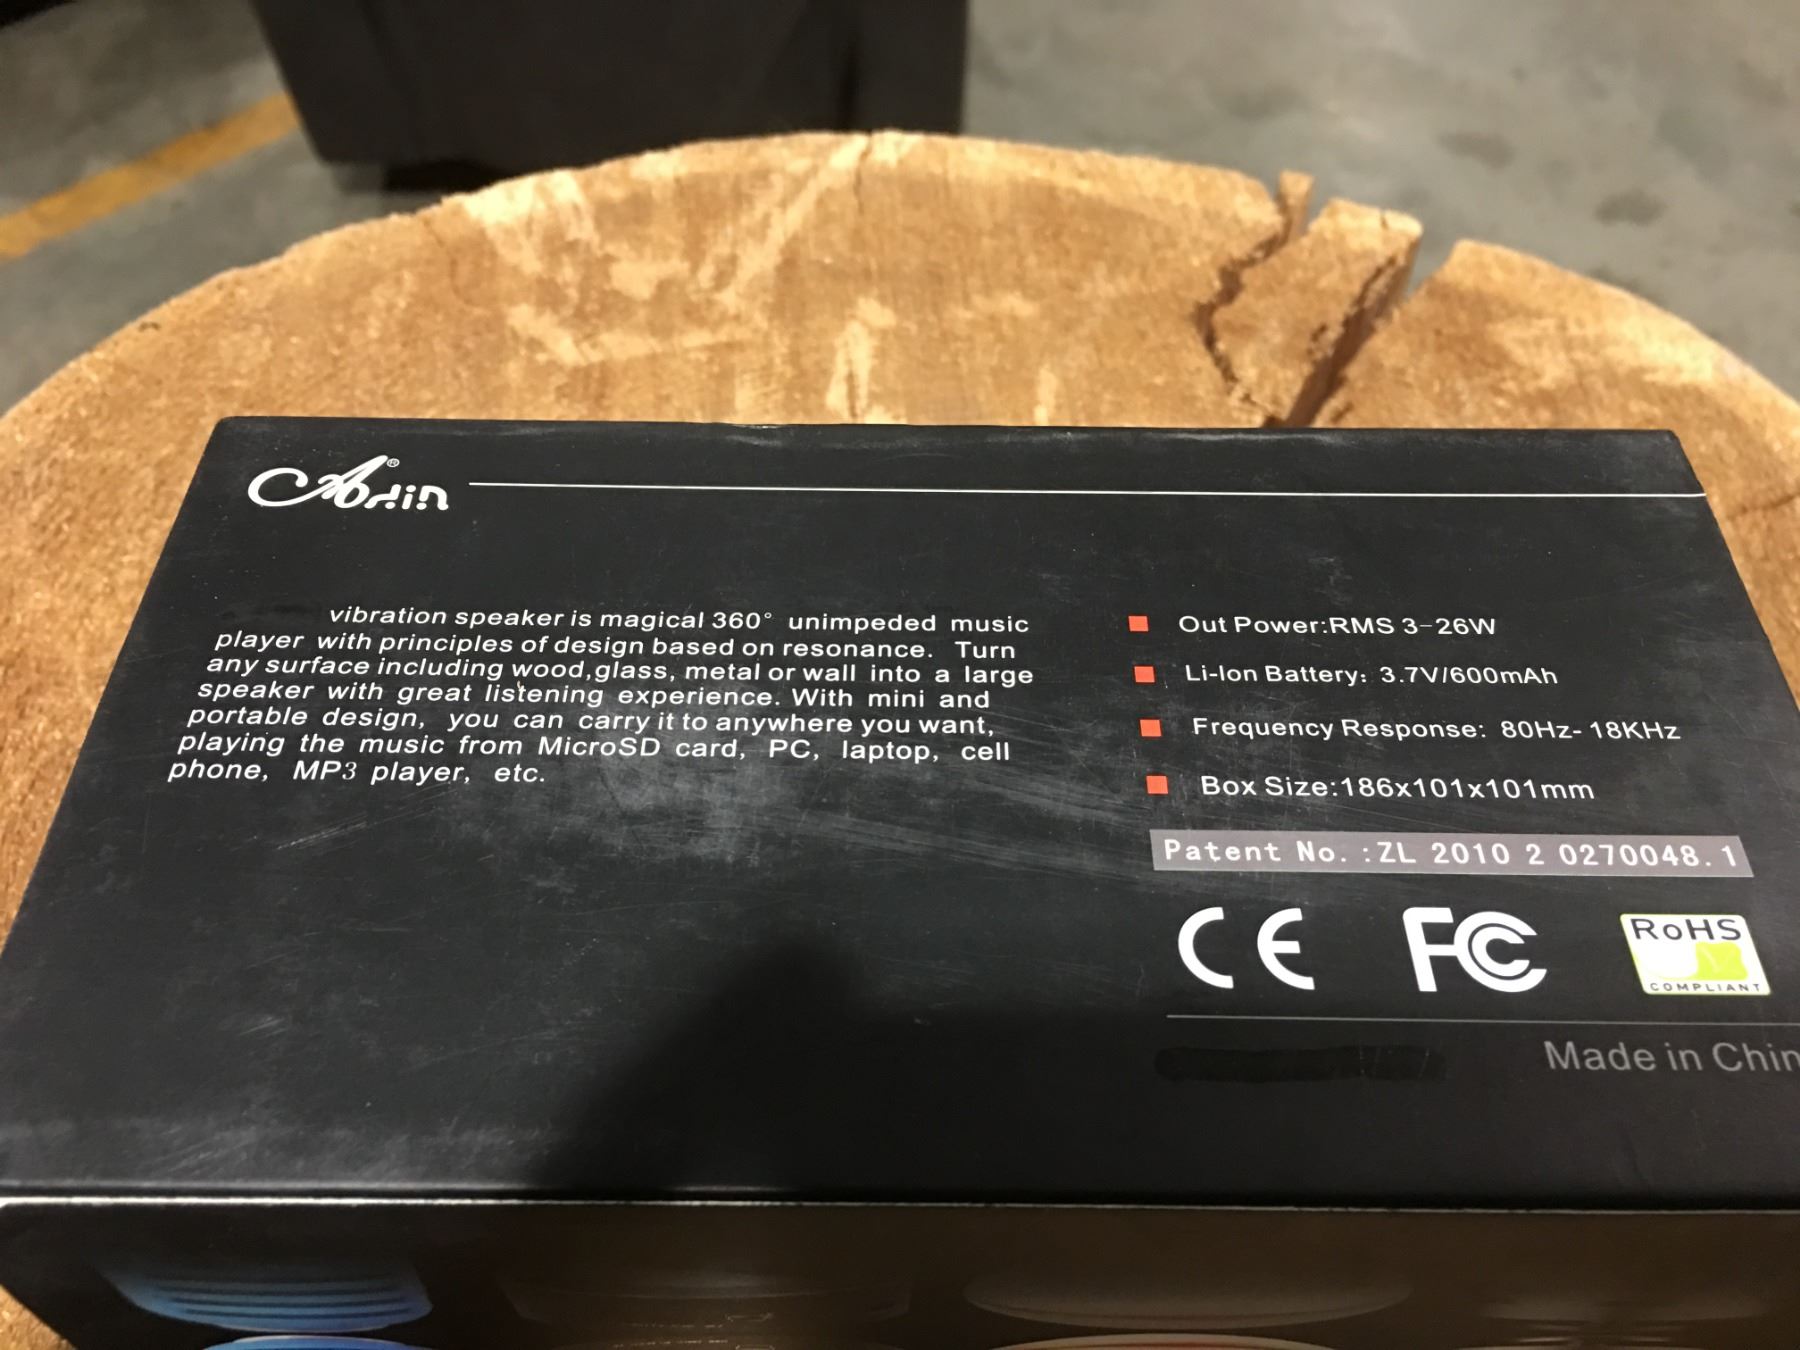 Adin®
vibration speaker is magical 360° unimpeded music
player with principles of design based on resonance. Turn
any surface including wood,glass, metal or wall into a large
speaker with great listening experience. With mini and
portable design, you can carry it to anywhere you want,
playing the music from MicroSD card, PC, laptop, cell
phone, MP3 player, etc.
Out Power:RMS 3-26W
Li-Ion Battery: 3.7V/600mAh
Frequency Response: 80Hz- 18KHz
Box Size:186x101x101mm
Patent No.:ZL 2010 2 0270048.1
CE FC RoHS
COMPLIANT
Made in Chin